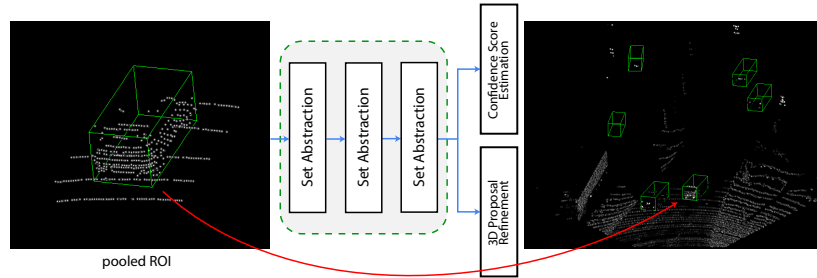 pooled ROI
Set Abstraction
Set Abstraction
Set Abstraction
Confidence Score
Estimation
3D Proposal
Refinement